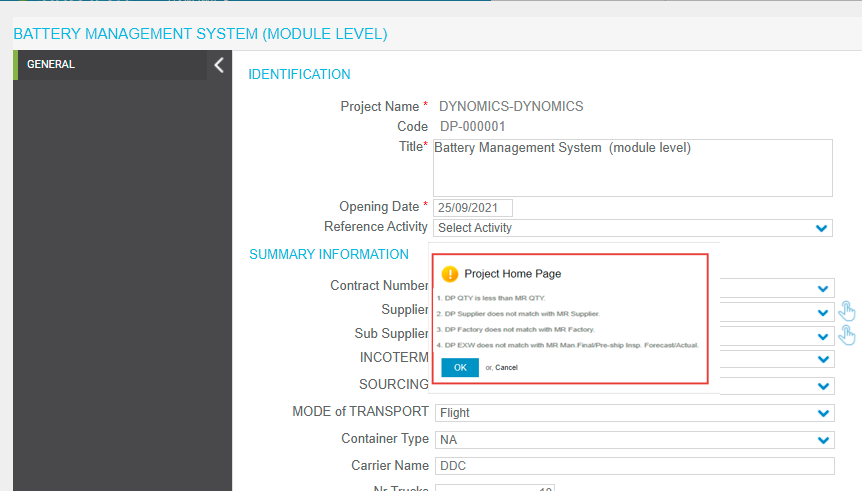 BATTERY MANAGEMENT SYSTEM (MODULE LEVEL)
GENERAL
IDENTIFICATION
Project Name * DYNOMICS-DYNOMICS
Code DP-000001
Title* Battery Management System (module level)
Opening Date * 25/09/2021
Reference Activity Select Activity
SUMMARY INFORMATION
Contract Number
Supplier
Sub Supplier
INCOTERM
SOURCING
Project Home Page
1. DP QTY is less than MR QTY.
2. DP Supplier does not match with MR Supplier.
3. DP Factory does not match with MR Factory.
4. DP EXW does not match with MR Man Final/Pre-ship Insp. Forecast/Actual.
OK or, Cancel
MODE of TRANSPORT Flight
Container Type NA
Carrier Name DDC
Nr Trucks 10